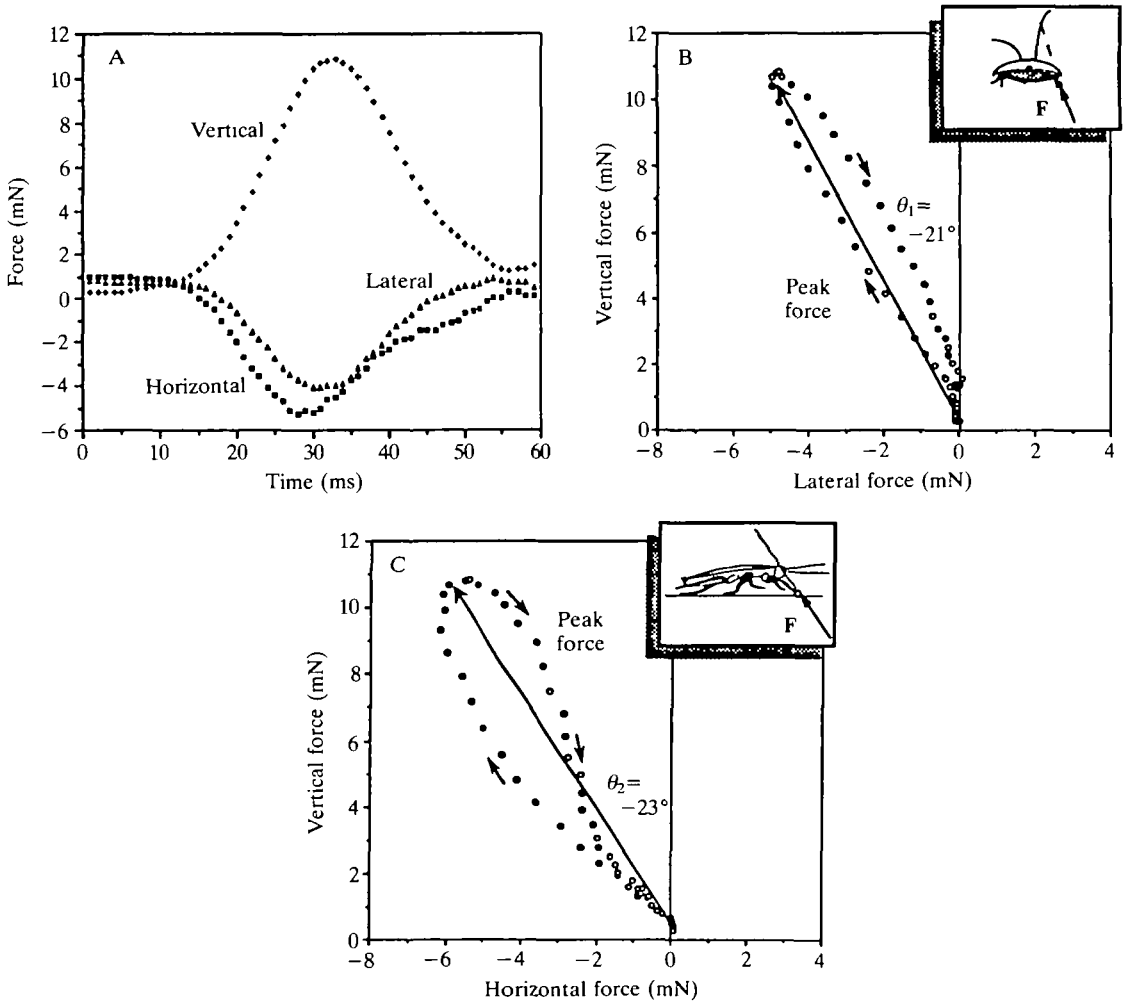 A
12
10
8
6
4
2
0
−2
−4
−6
Force (mN)
Vertical
Lateral
Horizontal
0 10 20 30 40 50 60
Time (ms)
B
F
12
10
8
6
4
2
0
Vertical force (mN)
θ1=
−21°
Peak
force
−8 −6 −4 −2 0 2 4
Lateral force (mN)
C
F
12
10
8
6
4
2
0
Vertical force (mN)
Peak
force
θ2=
−23°
−8 −6 −4 −2 0 2 4
Horizontal force (mN)